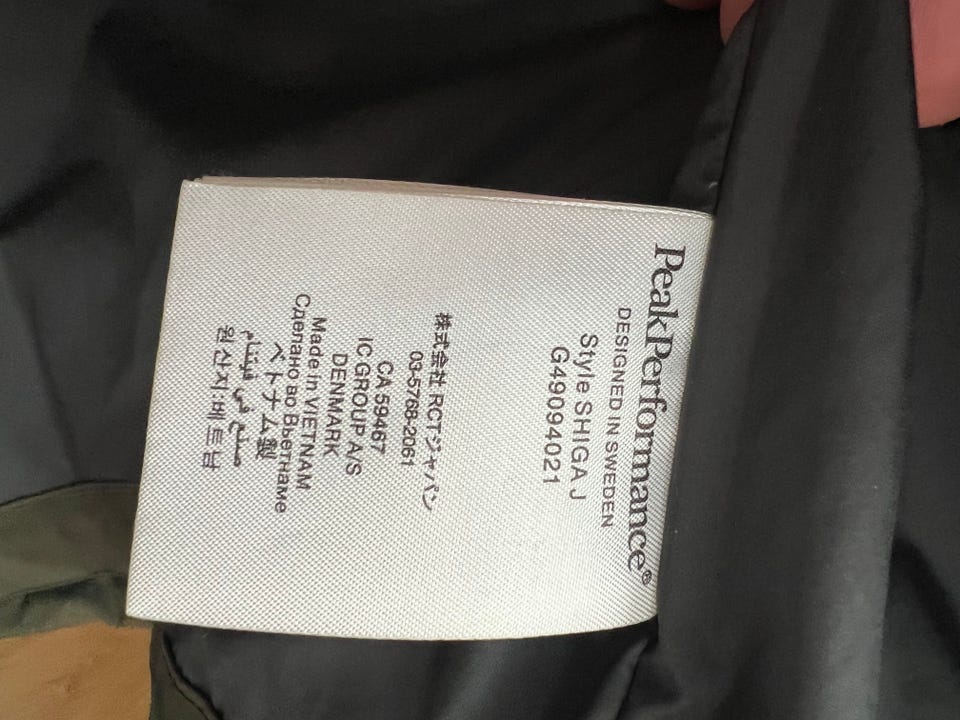 PeakPerformance®
DESIGNED IN SWEDEN
Style SHIGA J
G49094021
株式会社 RCTジャパン
03-5768-2061
CA 59467
IC GROUP A/S
DENMARK
Made in VIETNAM
Сделано во Вьетнаме
ベトナム製
صنع في فيتنام
원산지:베트남